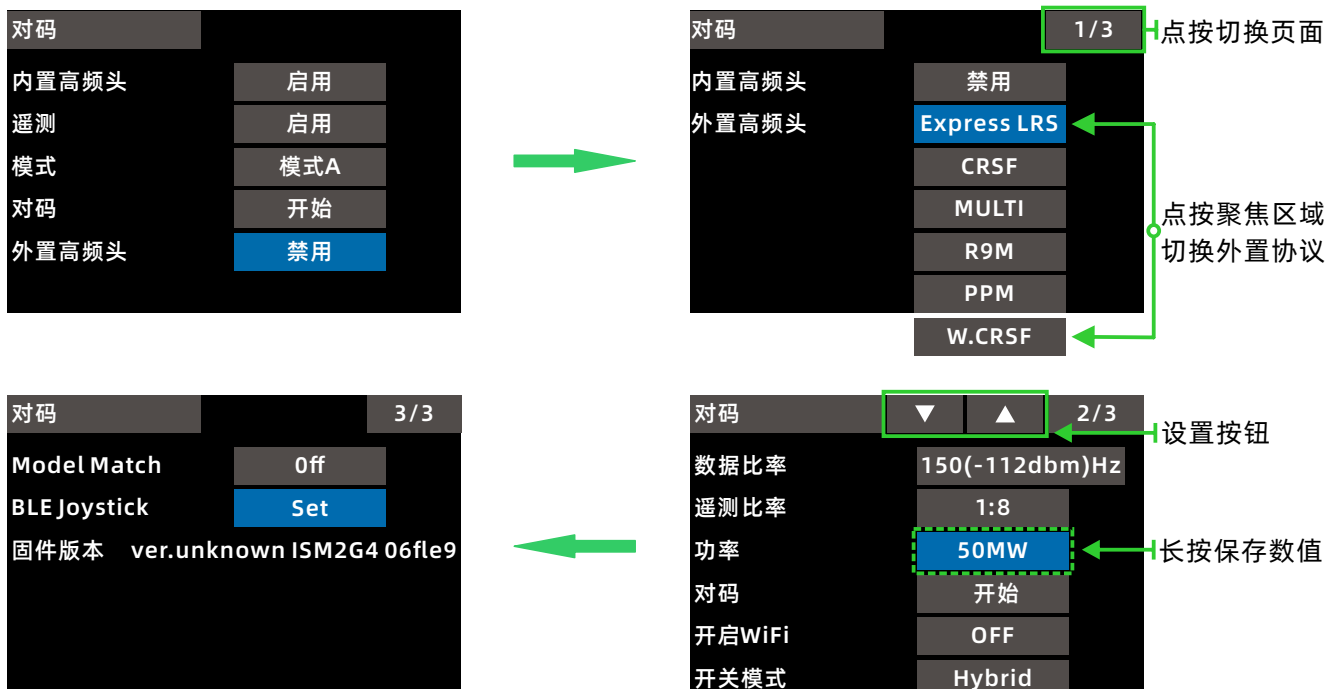 对码
内置高频头 启用
遥测 启用
模式 模式A
对码 开始
外置高频头 禁用
对码 1/3
点按切换页面
内置高频头 禁用
外置高频头 Express LRS
CRSF
MULTI
R9M
PPM
W.CRSF
点按聚焦区域
切换外置协议
对码 3/3
Model Match Off
BLE Joystick Set
固件版本 ver.unknown ISM2G4 06fle9
对码 ▼ ▲ 2/3
设置按钮
数据比率 150(-112dbm)Hz
遥测比率 1:8
功率 50MW
长按保存数值
对码 开始
开启WiFi OFF
开关模式 Hybrid